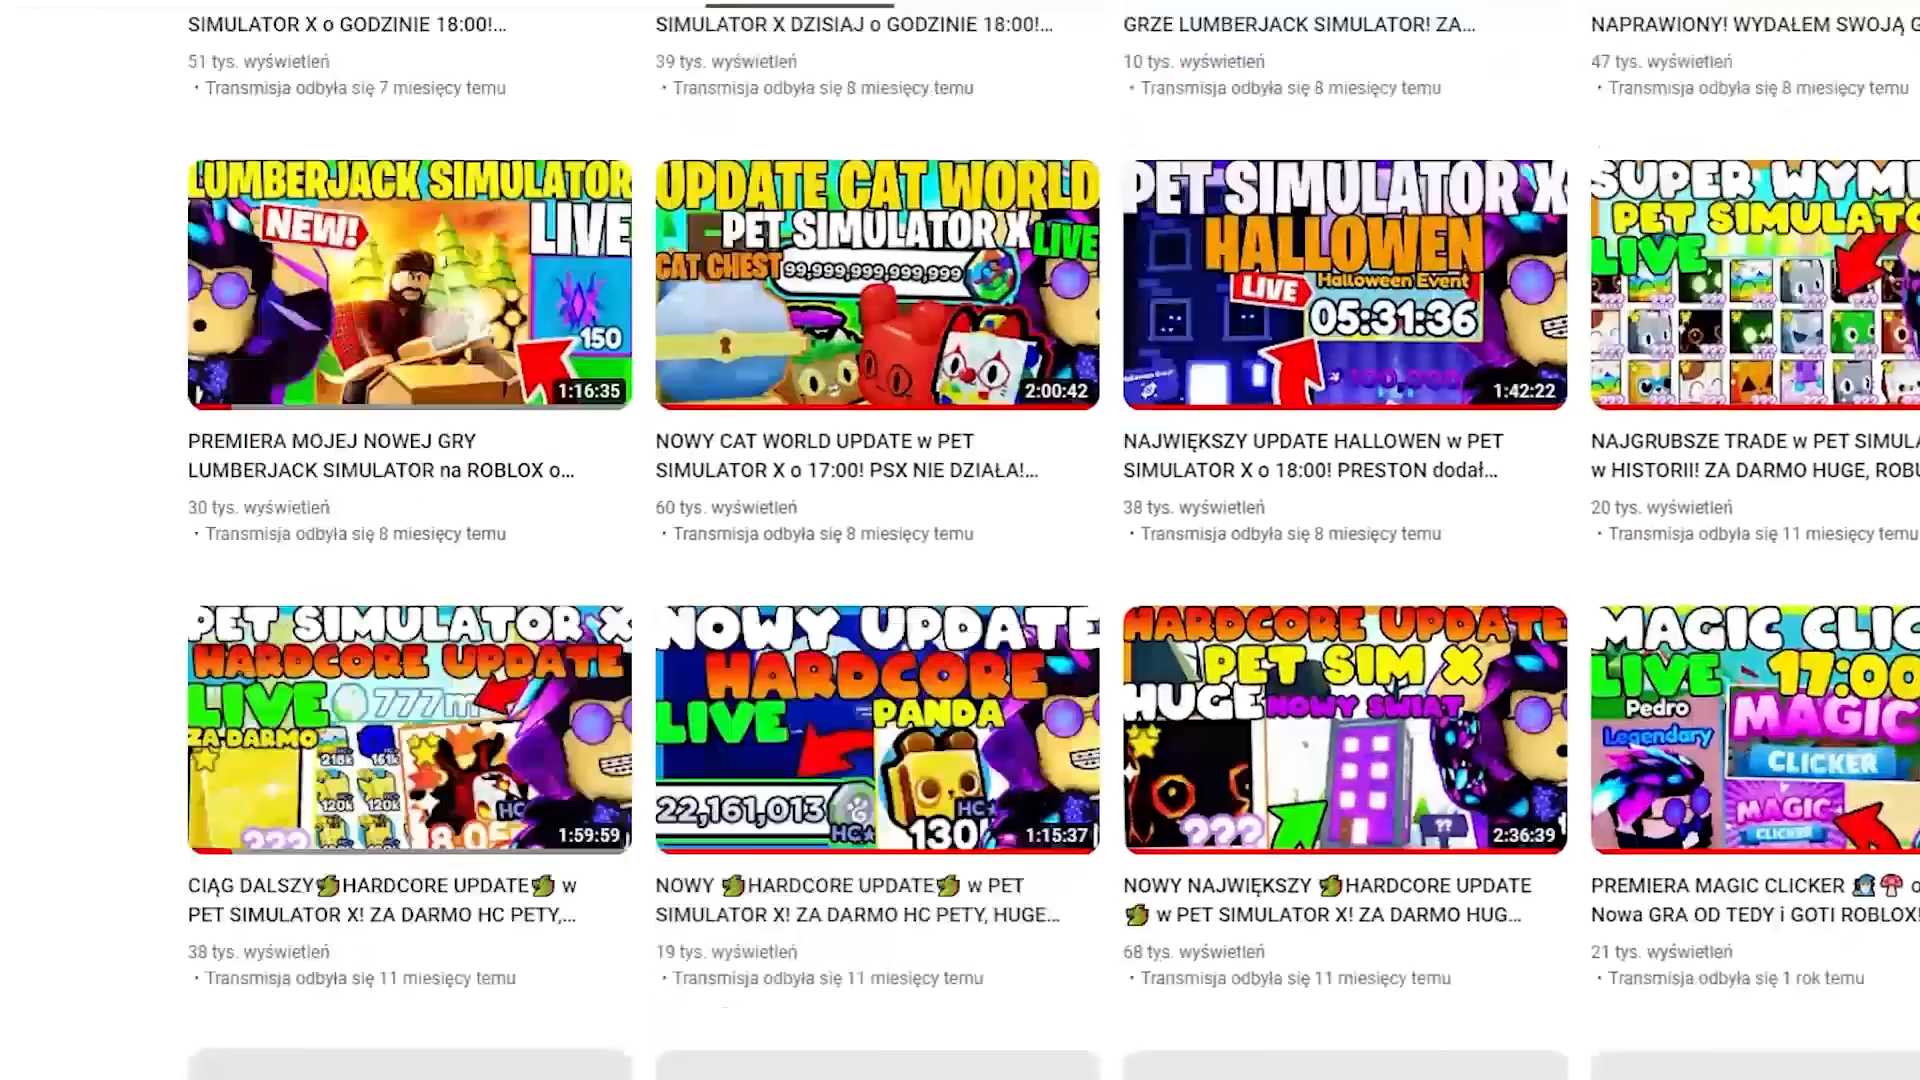 SIMULATOR X o GODZINIE 18:00!...
51 tys. wyświetleń
• Transmisja odbyła się 7 miesięcy temu
SIMULATOR X DZISIAJ o GODZINIE 18:00!...
39 tys. wyświetleń
• Transmisja odbyła się 8 miesięcy temu
GRZE LUMBERJACK SIMULATOR! ZA...
10 tys. wyświetleń
• Transmisja odbyła się 8 miesięcy temu
NAPRAWIONY! WYDAŁEM SWOJĄ G
47 tys. wyświetleń
• Transmisja odbyła się 8 miesięcy temu
LUMBERJACK SIMULATOR
NEW!
LIVE
150
1:16:35
PREMIERA MOJEJ NOWEJ GRY
LUMBERJACK SIMULATOR na ROBLOX o...
30 tys. wyświetleń
• Transmisja odbyła się 8 miesięcy temu
UPDATE CAT WORLD
PET SIMULATOR X LIVE
CAT CHEST 99,999,999,999,999
2:00:42
NOWY CAT WORLD UPDATE w PET
SIMULATOR X o 17:00! PSX NIE DZIAŁA!...
60 tys. wyświetleń
• Transmisja odbyła się 8 miesięcy temu
PET SIMULATOR X
HALLOWEN
LIVE Halloween Event
05:31:36
1:42:22
NAJWIĘKSZY UPDATE HALLOWEN w PET
SIMULATOR X o 18:00! PRESTON dodał...
38 tys. wyświetleń
• Transmisja odbyła się 8 miesięcy temu
SUPER WYMI
PET SIMULATO
LIVE
NAJGRUBSZE TRADE w PET SIMULA
w HISTORII! ZA DARMO HUGE, ROBU
20 tys. wyświetleń
• Transmisja odbyła się 11 miesięcy temu
PET SIMULATOR X
HARDCORE UPDATE
LIVE 777m
ZA DARMO
218k 161k
120k 120k
HC
???
1:59:59
CIĄG DALSZY HARDCORE UPDATE w
PET SIMULATOR X! ZA DARMO HC PETY,...
38 tys. wyświetleń
• Transmisja odbyła się 11 miesięcy temu
NOWY UPDATE
HARDCORE
LIVE PANDA
22,161,013
HC
HC
130
1:15:37
NOWY HARDCORE UPDATE w PET
SIMULATOR X! ZA DARMO HC PETY, HUGE...
19 tys. wyświetleń
• Transmisja odbyła się 11 miesięcy temu
HARDCORE UPDATE
PET SIM X
HUGE NOWY SWIAT
???
??
2:36:39
NOWY NAJWIĘKSZY HARDCORE UPDATE
w PET SIMULATOR X! ZA DARMO HUG...
68 tys. wyświetleń
• Transmisja odbyła się 11 miesięcy temu
MAGIC CLIC
LIVE 17:00
Pedro
Legendary
MAGIC
CLICKER
MAGIC
CLICKER
PREMIERA MAGIC CLICKER o
Nowa GRA OD TEDY i GOTI ROBLOX!
21 tys. wyświetleń
• Transmisja odbyła się 1 rok temu